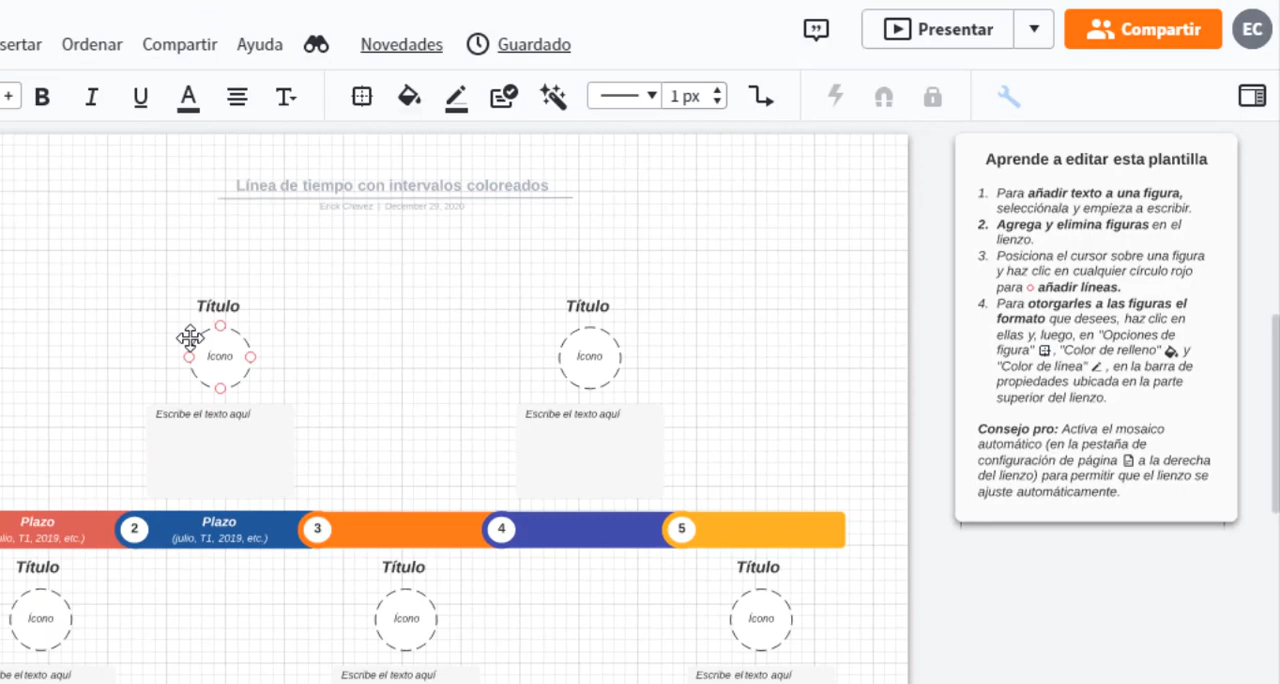 sertar Ordenar Compartir Ayuda Novedades Guardado Presentar Compartir EC
+ B I U A T 1 px
Línea de tiempo con intervalos coloreados
Erick Chavez | December 29, 2020
Título Título
Ícono Ícono
Escribe el texto aquí Escribe el texto aquí
Plazo Plazo
ulio, T1, 2019, etc.) (julio, T1, 2019, etc.)
2 3 4 5
Título Título Título
Ícono Ícono Ícono
be el texto aquí Escribe el texto aquí Escribe el texto aquí
Aprende a editar esta plantilla
1. Para añadir texto a una figura,
selecciónala y empieza a escribir.
2. Agrega y elimina figuras en el
lienzo.
3. Posiciona el cursor sobre una figura
y haz clic en cualquier círculo rojo
para añadir líneas.
4. Para otorgarles a las figuras el
formato que desees, haz clic en
ellas y, luego, en "Opciones de
figura" , "Color de relleno" y
"Color de línea" , en la barra de
propiedades ubicada en la parte
superior del lienzo.
Consejo pro: Activa el mosaico
automático (en la pestaña de
configuración de página a la derecha
del lienzo) para permitir que el lienzo se
ajuste automáticamente.